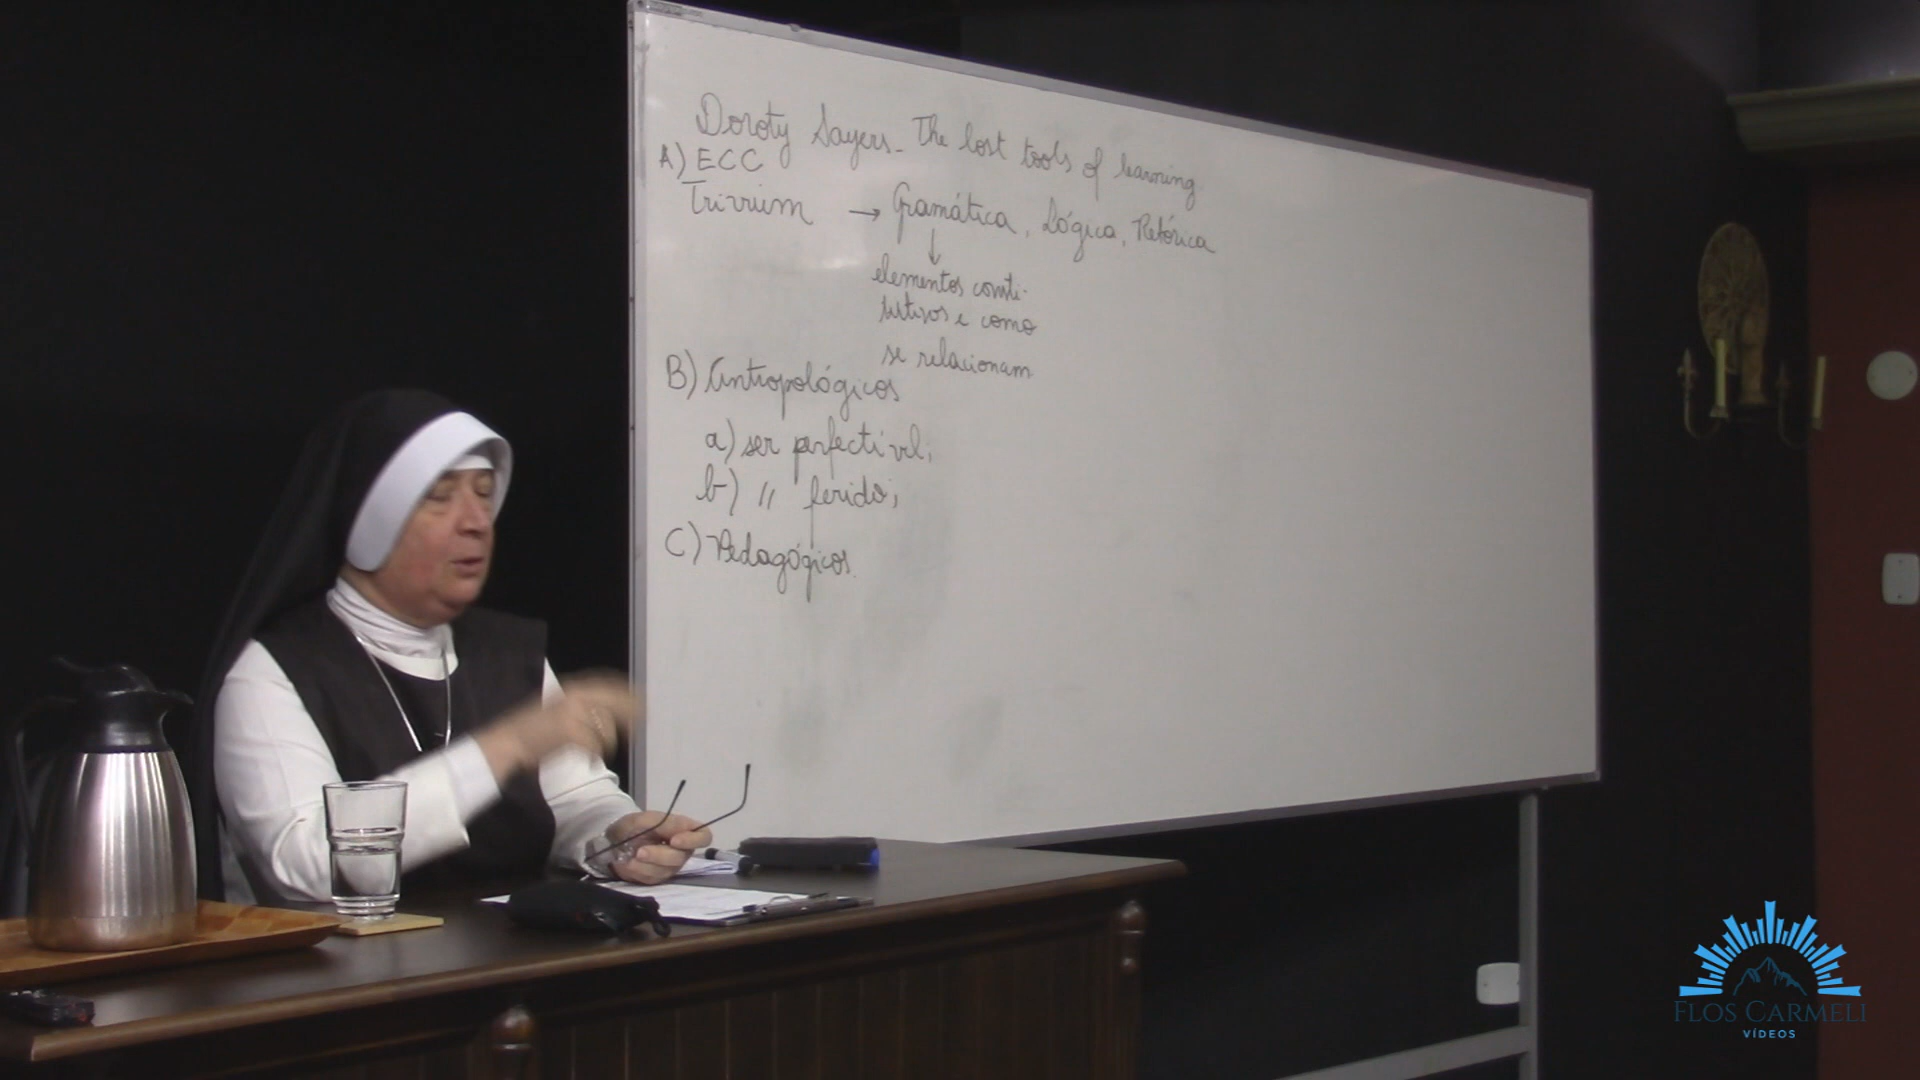 Doroty Sayers - The lost tools of learning
A) ECC
Trivium → Gramática, Lógica, Retórica
↓
elementos consti-
tutivos e como
se relacionam
B) Antropológicos
a) ser perfectivel;
b) " ferido;
C) Pedagógicos.
FLOS CARMELI
VÍDEOS